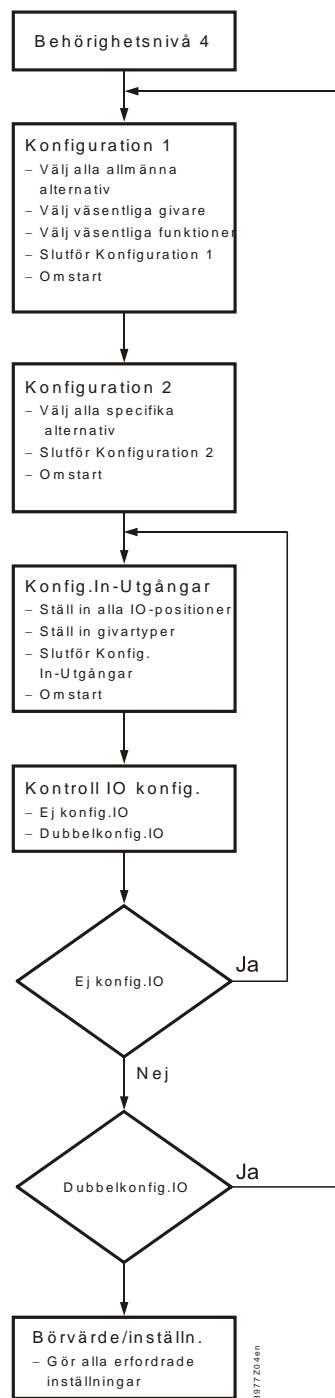 Behörighetsnivå 4
Konfiguration 1
– Välj alla allmänna
alternativ
– Välj väsentliga givare
– Välj väsentliga funktioner
– Slutför Konfiguration 1
– Omstart
Konfiguration 2
– Välj alla specifika
alternativ
– Slutför Konfiguration 2
– Omstart
Konfig.In-Utgångar
– Ställ in alla IO-positioner
– Ställ in givartyper
– Slutför Konfig.
In-Utgångar
– Omstart
Kontroll IO konfig.
– Ej konfig.IO
– Dubbelkonfig.IO
Ej konfig.IO
Ja
Nej
Dubbelkonfig.IO
Ja
Börvärde/inställn.
– Gör alla erfordrade
inställningar
3977Z04en